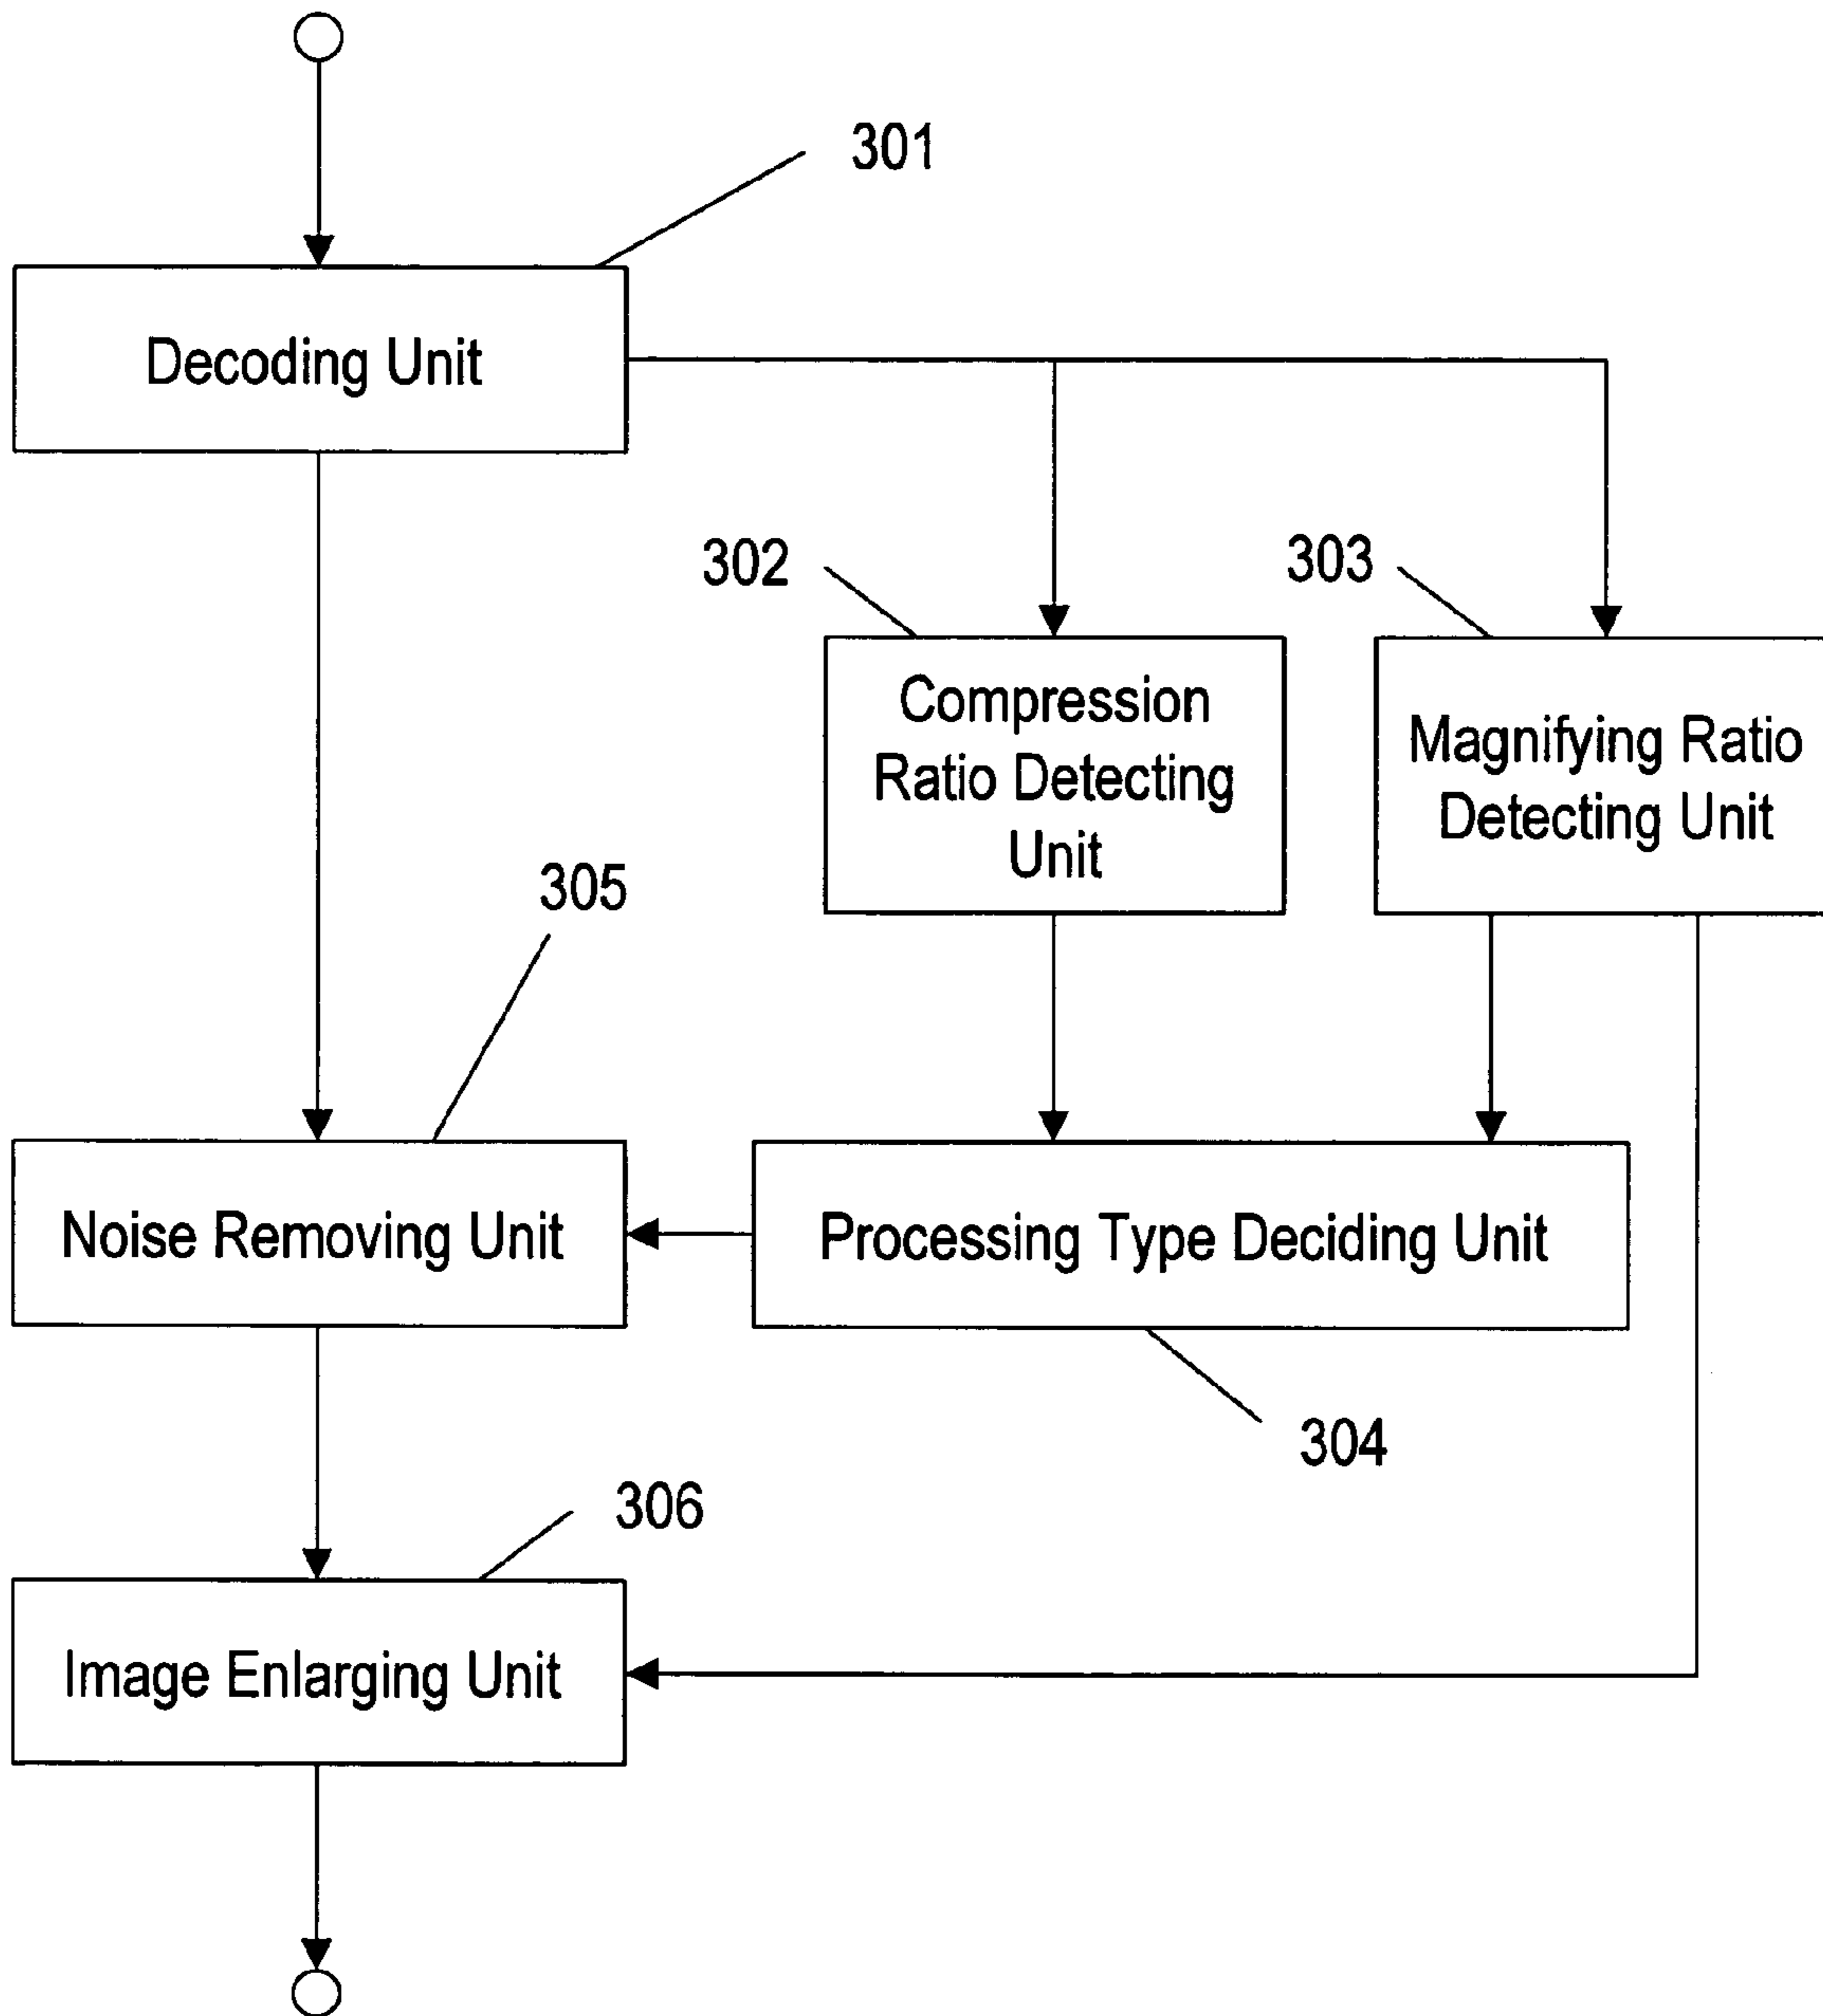 301
Decoding Unit
302
303
Compression
Ratio Detecting
Unit
Magnifying Ratio
Detecting Unit
305
Noise Removing Unit
Processing Type Deciding Unit
304
306
Image Enlarging Unit